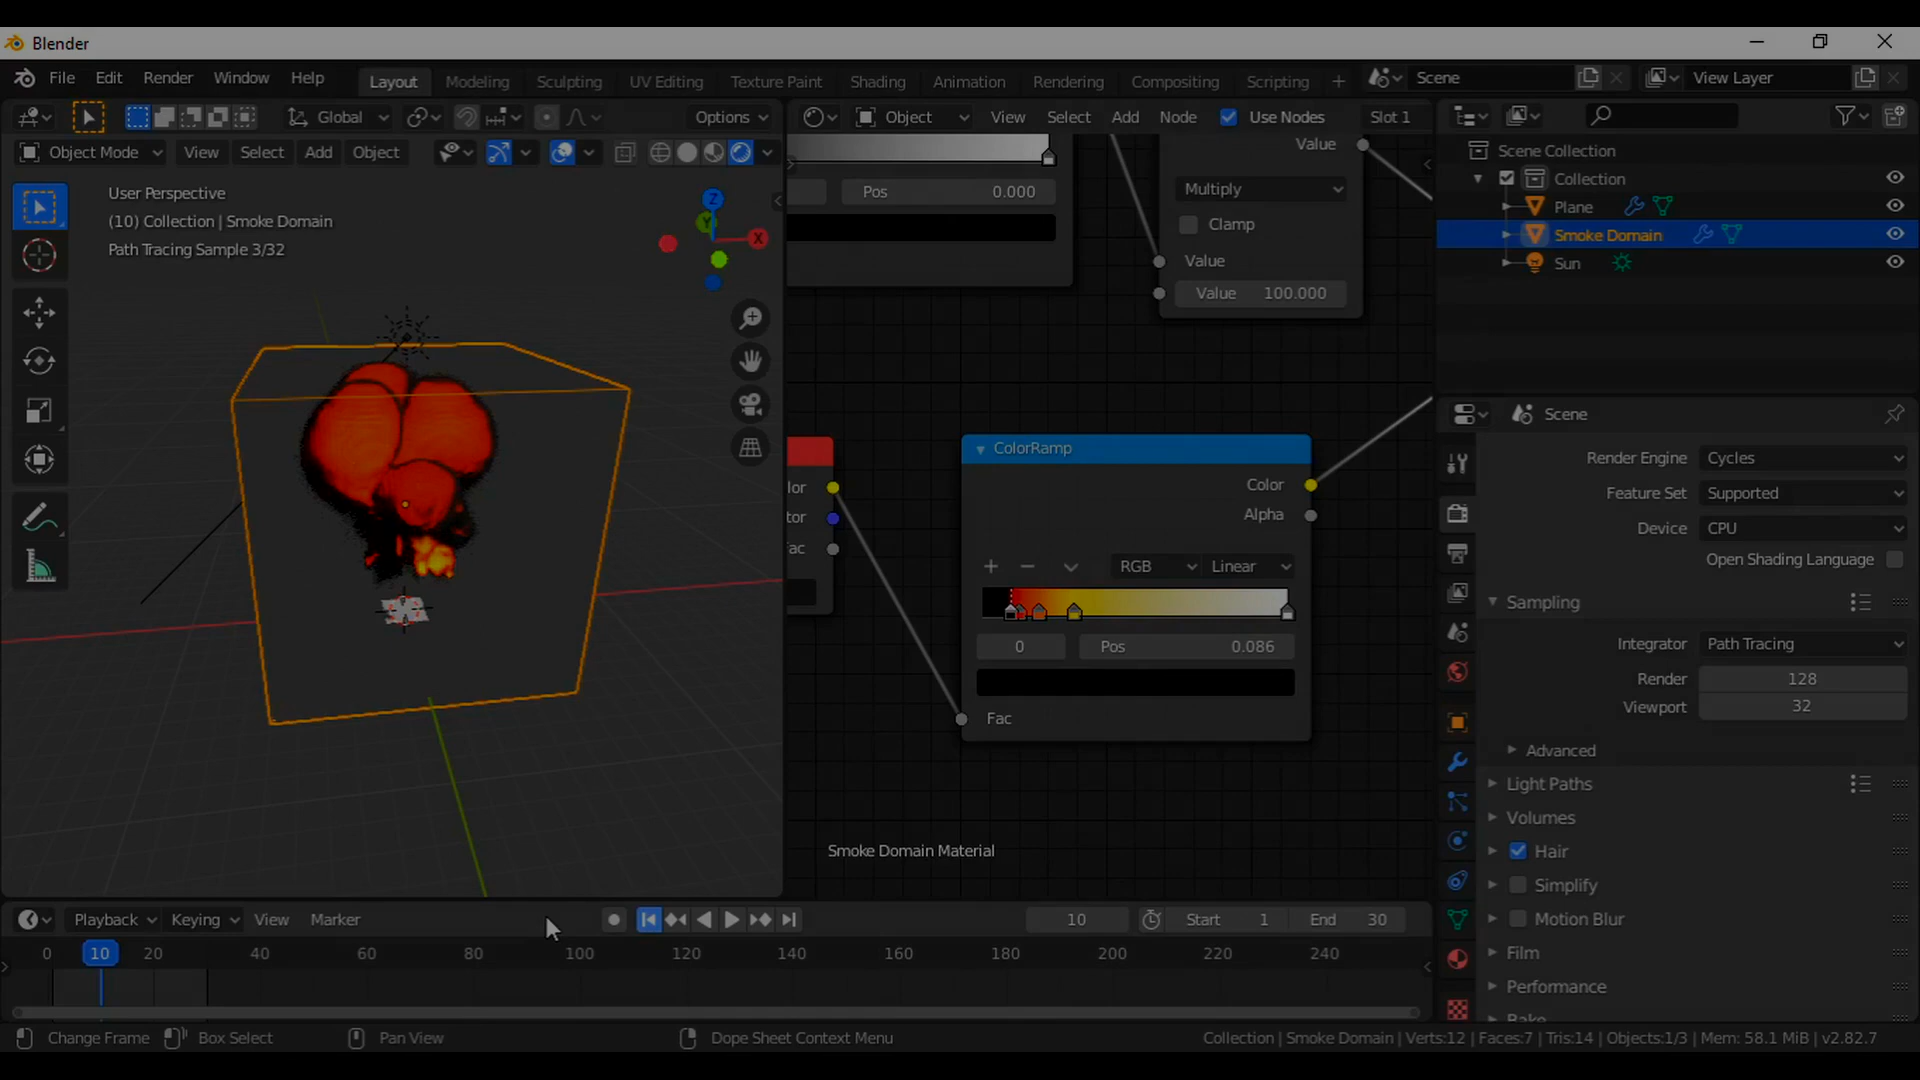 Blender
File Edit Render Window Help Layout Modeling Sculpting UV Editing Texture Paint Shading Animation Rendering Compositing Scripting + Scene View Layer
Global Options Object View Select Add Node Use Nodes Slot 1
Object Mode View Select Add Object
User Perspective
(10) Collection | Smoke Domain
Path Tracing Sample 3/32
Z
Y
X
Pos 0.000
Value
Multiply
Clamp
Value
Value 100.000
lor
tor
ac
ColorRamp
Color
Alpha
+ − RGB Linear
0 Pos 0.086
Fac
Smoke Domain Material
Scene Collection
Collection
Plane
Smoke Domain
Sun
Scene
Render Engine Cycles
Feature Set Supported
Device CPU
Open Shading Language
Sampling
Integrator Path Tracing
Render 128
Viewport 32
Advanced
Light Paths
Volumes
Hair
Simplify
Motion Blur
Film
Performance
Bake
Playback Keying View Marker 10 Start 1 End 30
0 10 20 40 60 80 100 120 140 160 180 200 220 240
Change Frame Box Select Pan View Dope Sheet Context Menu Collection | Smoke Domain | Verts:12 | Faces:7 | Tris:14 | Objects:1/3 | Mem: 58.1 MiB | v2.82.7